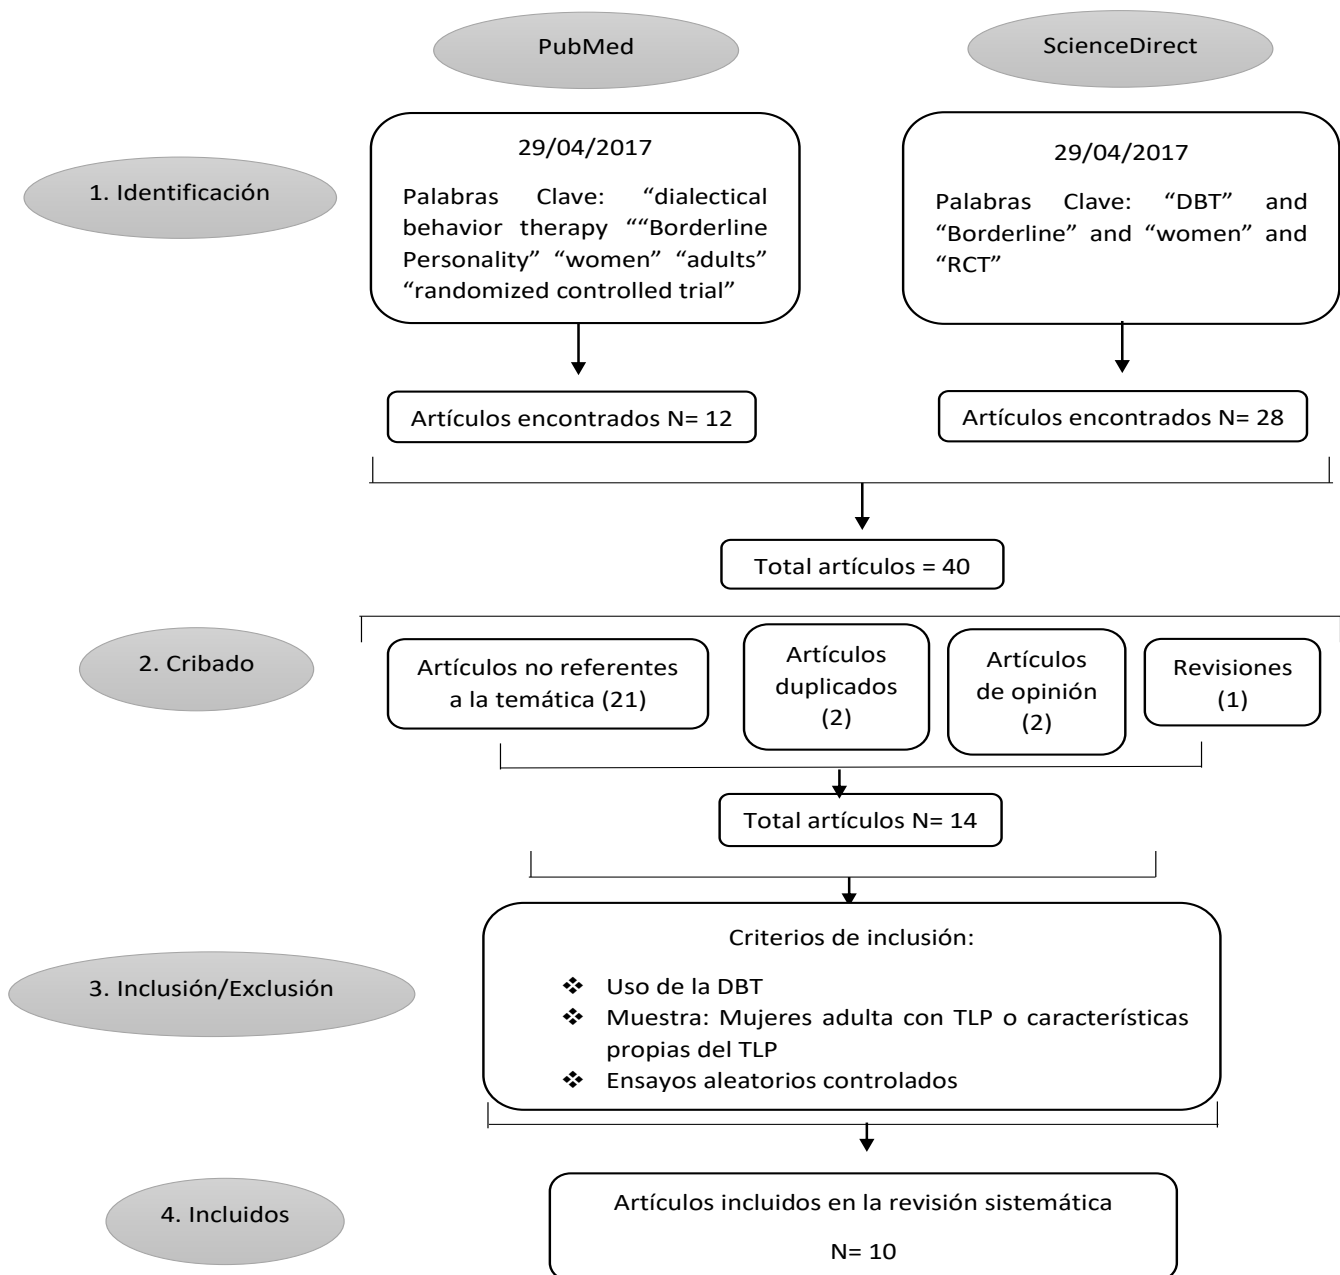 PubMed
ScienceDirect
1. Identificación
29/04/2017
Palabras Clave: “dialectical
behavior therapy ““Borderline
Personality” “women” “adults”
“randomized controlled trial”
29/04/2017
Palabras Clave: “DBT” and
“Borderline” and “women” and
“RCT”
Artículos encontrados N= 12
Artículos encontrados N= 28
Total artículos = 40
2. Cribado
Artículos no referentes
a la temática (21)
Artículos
duplicados
(2)
Artículos
de opinión
(2)
Revisiones
(1)
Total artículos N= 14
3. Inclusión/Exclusión
Criterios de inclusión:
❖ Uso de la DBT
❖ Muestra: Mujeres adulta con TLP o características
propias del TLP
❖ Ensayos aleatorios controlados
4. Incluidos
Artículos incluidos en la revisión sistemática
N= 10